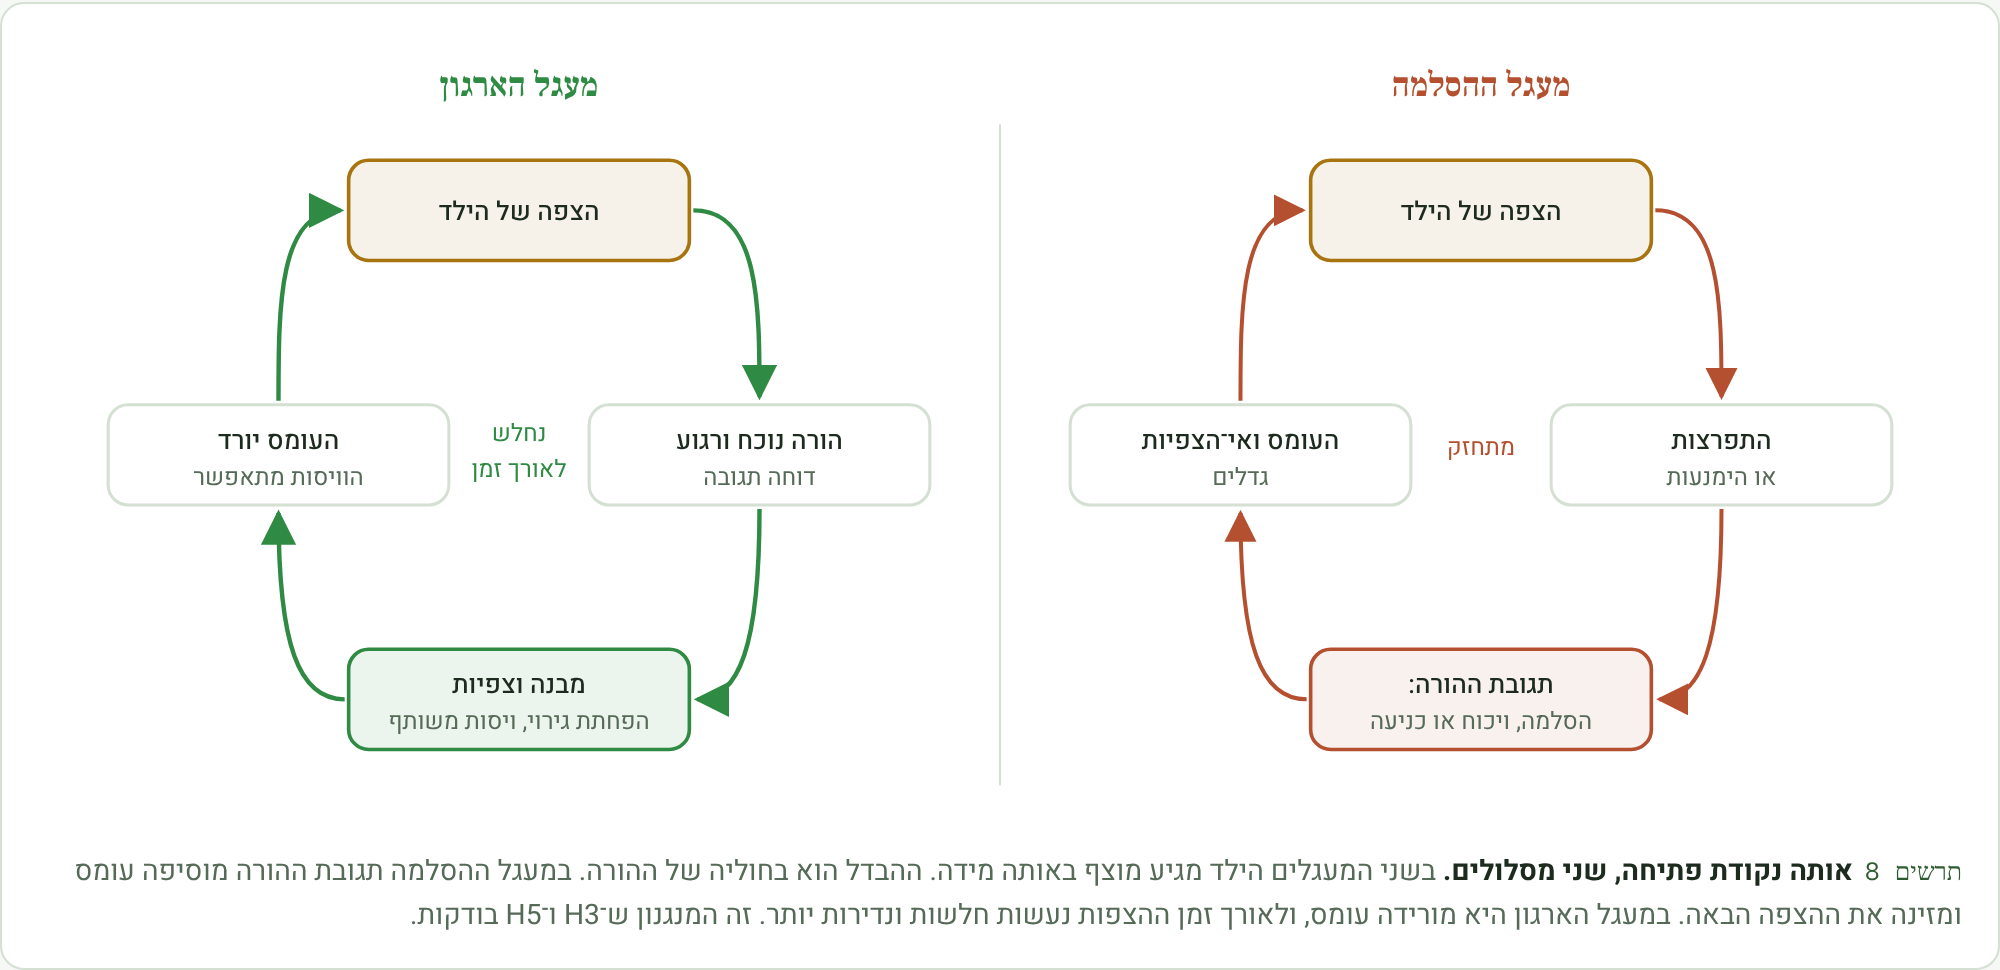 מעגל ההסלמה
הצפה של הילד
התפרצות
או הימנעות
מתחזק
העומס ואי־הצפיות
גדלים
תגובת ההורה:
הסלמה, ויכוח או כניעה
מעגל הארגון
הצפה של הילד
הורה נוכח ורגוע
דוחה תגובה
נחלש
לאורך זמן
העומס יורד
הוויסות מתאפשר
מבנה וצפיות
הפחתת גירוי, ויסות משותף
תרשים 8 אותה נקודת פתיחה, שני מסלולים. בשני המעגלים הילד מגיע מוצף באותה מידה. ההבדל הוא בחוליה של ההורה. במעגל ההסלמה תגובת ההורה מוסיפה עומס
ומזינה את ההצפה הבאה. במעגל הארגון היא מורידה עומס, ולאורך זמן ההצפות נעשות חלשות ונדירות יותר. זה המנגנון ש־H3 ו־H5 בודקות.